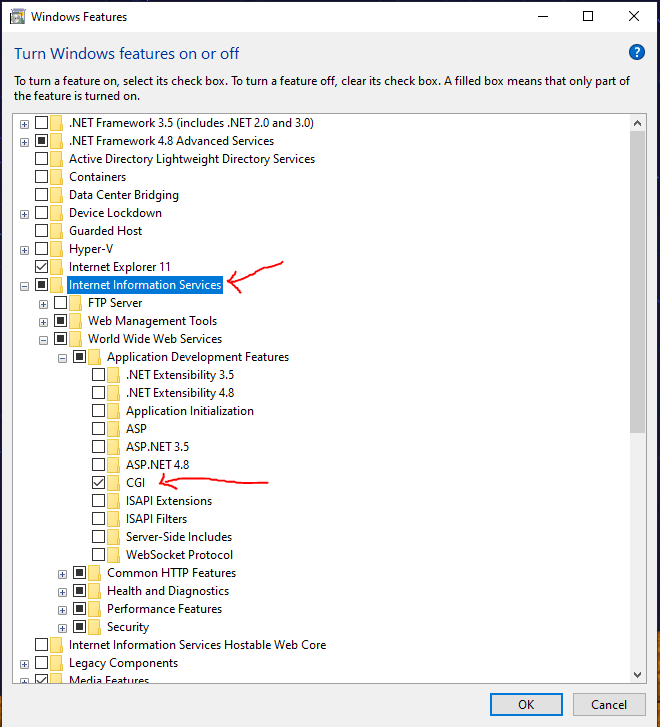 Windows Features
Turn Windows features on or off
To turn a feature on, select its check box. To turn a feature off, clear its check box. A filled box means that only part of
the feature is turned on.
.NET Framework 3.5 (includes .NET 2.0 and 3.0)
.NET Framework 4.8 Advanced Services
Active Directory Lightweight Directory Services
Containers
Data Center Bridging
Device Lockdown
Guarded Host
Hyper-V
Internet Explorer 11
Internet Information Services
FTP Server
Web Management Tools
World Wide Web Services
Application Development Features
.NET Extensibility 3.5
.NET Extensibility 4.8
Application Initialization
ASP
ASP.NET 3.5
ASP.NET 4.8
CGI
ISAPI Extensions
ISAPI Filters
Server-Side Includes
WebSocket Protocol
Common HTTP Features
Health and Diagnostics
Performance Features
Security
Internet Information Services Hostable Web Core
Legacy Components
Media Features
OK Cancel